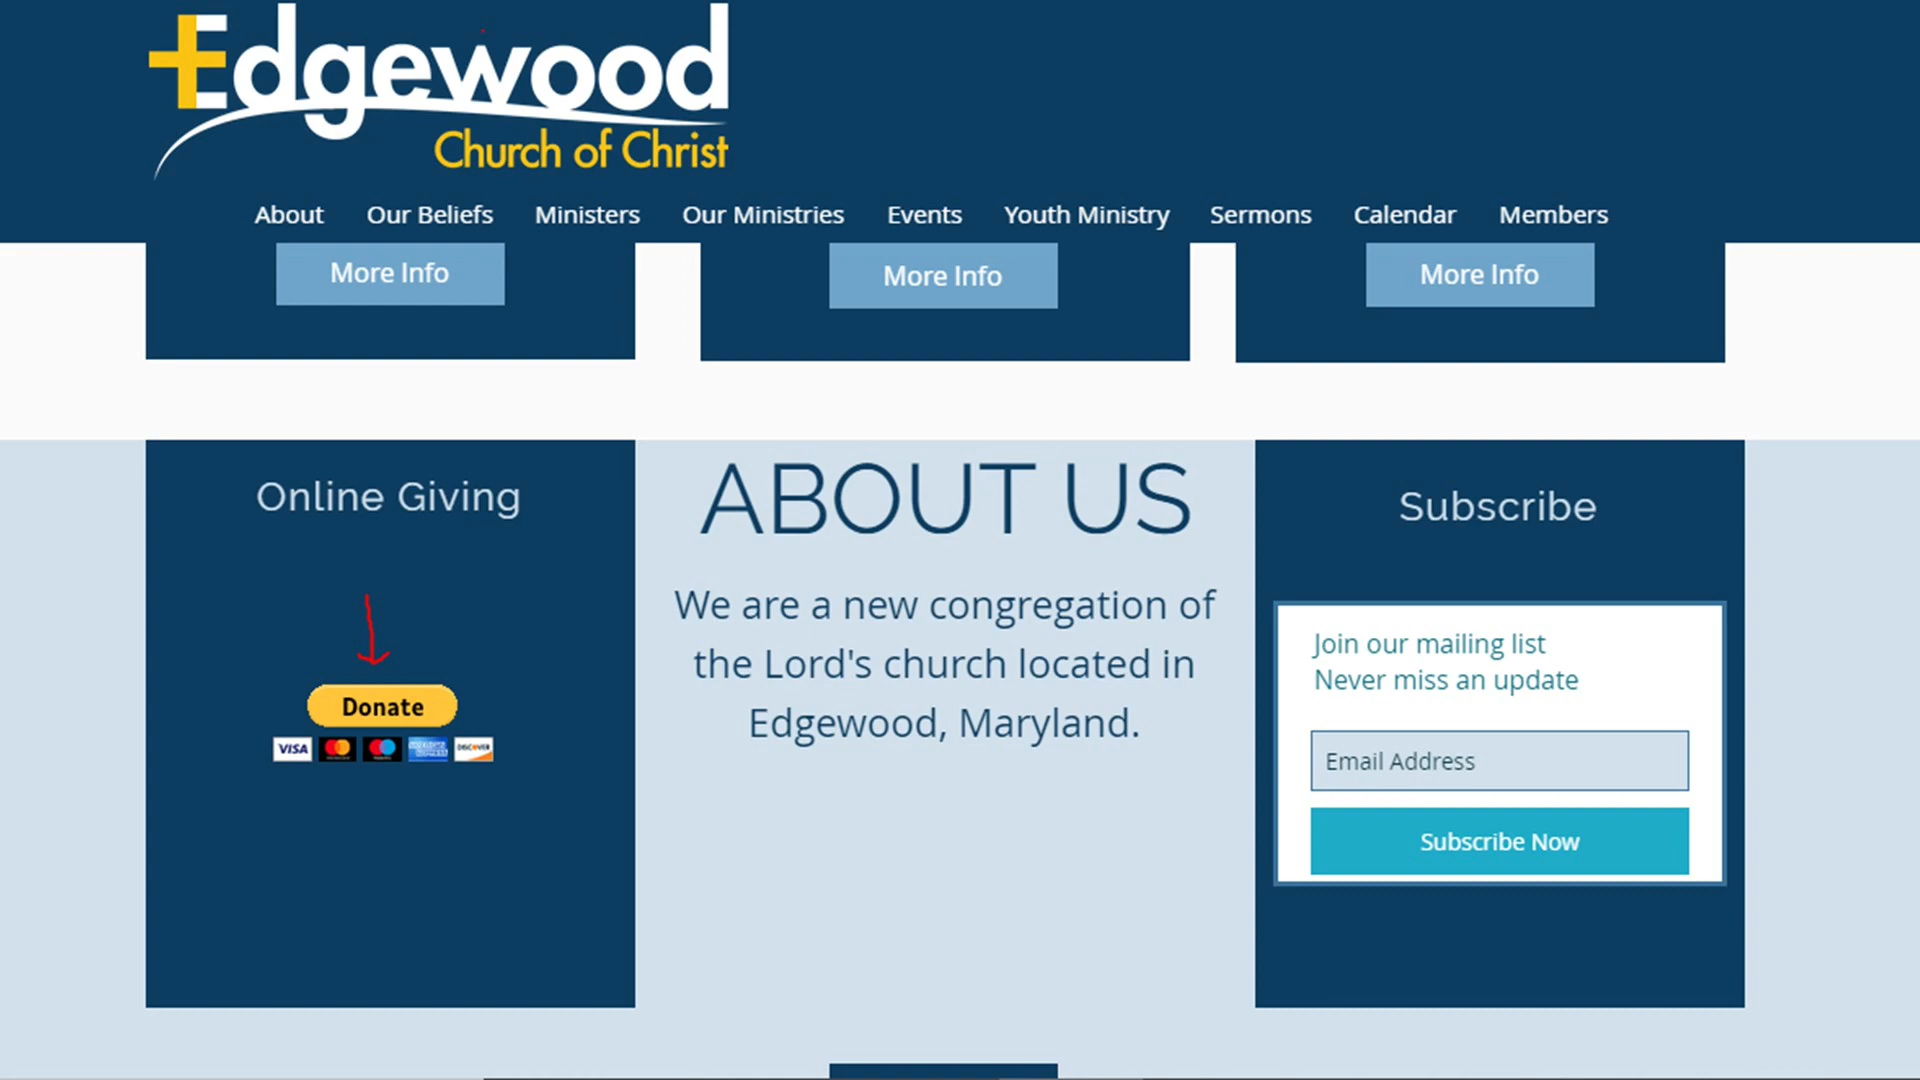 Edgewood
Church of Christ
About Our Beliefs Ministers Our Ministries Events Youth Ministry Sermons Calendar Members
More Info More Info More Info
Online Giving
Donate
VISA
DISCOVER
ABOUT US
We are a new congregation of
the Lord's church located in
Edgewood, Maryland.
Subscribe
Join our mailing list
Never miss an update
Email Address
Subscribe Now